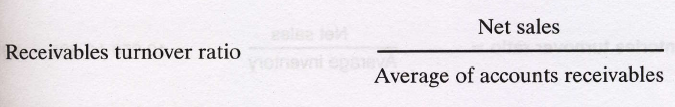 Net sales
Receivables turnover ratio
Average of accounts receivables